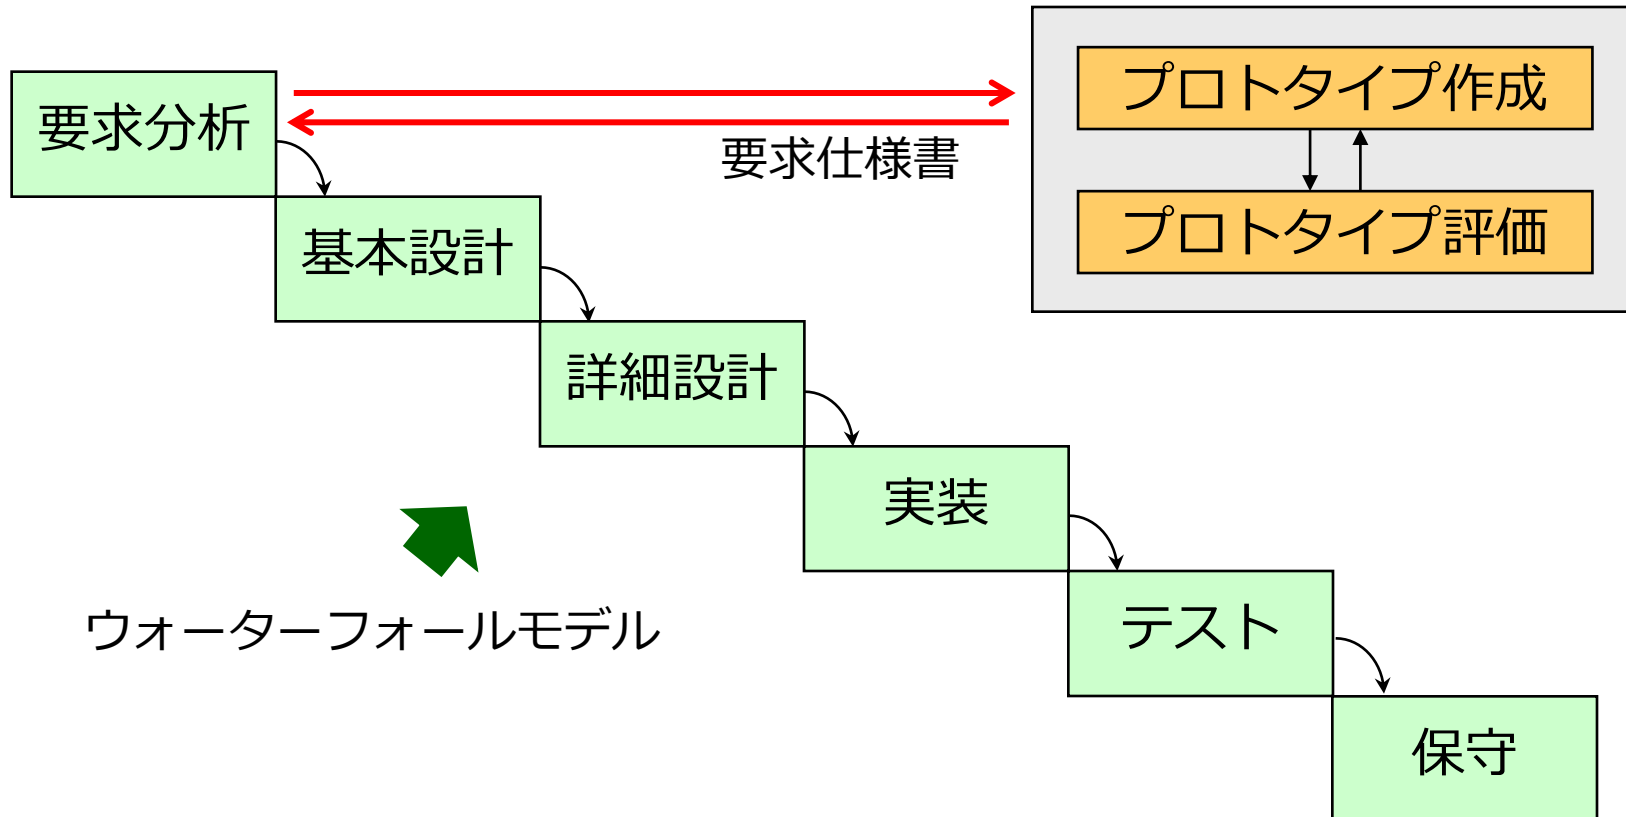 プロトタイプ作成
要求分析
要求仕様書
プロトタイプ評価
基本設計
詳細設計
実装
ウォーターフォールモデル
テスト
保守